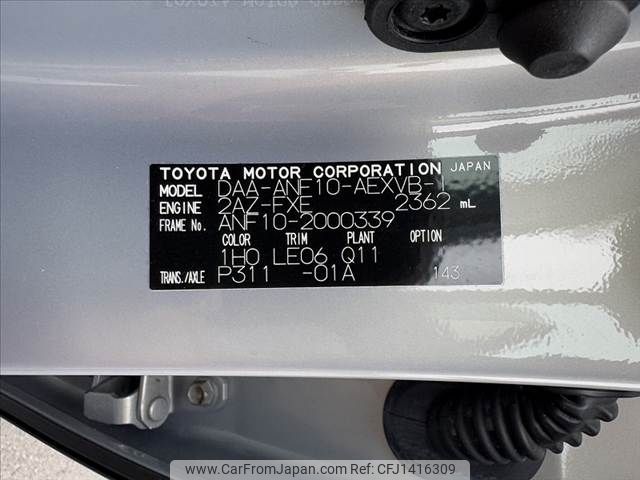 TOYOTA MOTOR CORPORATION JAPAN
MODEL DAA-ANF10-AEXVB-1
ENGINE 2AZ-FXE 2362 mL
FRAME No. ANF10-2000339
COLOR TRIM PLANT OPTION
1H0 LE06 Q11
TRANS./AXLE P311 -01A 143
www.CarFromJapan.com CFJ1416309